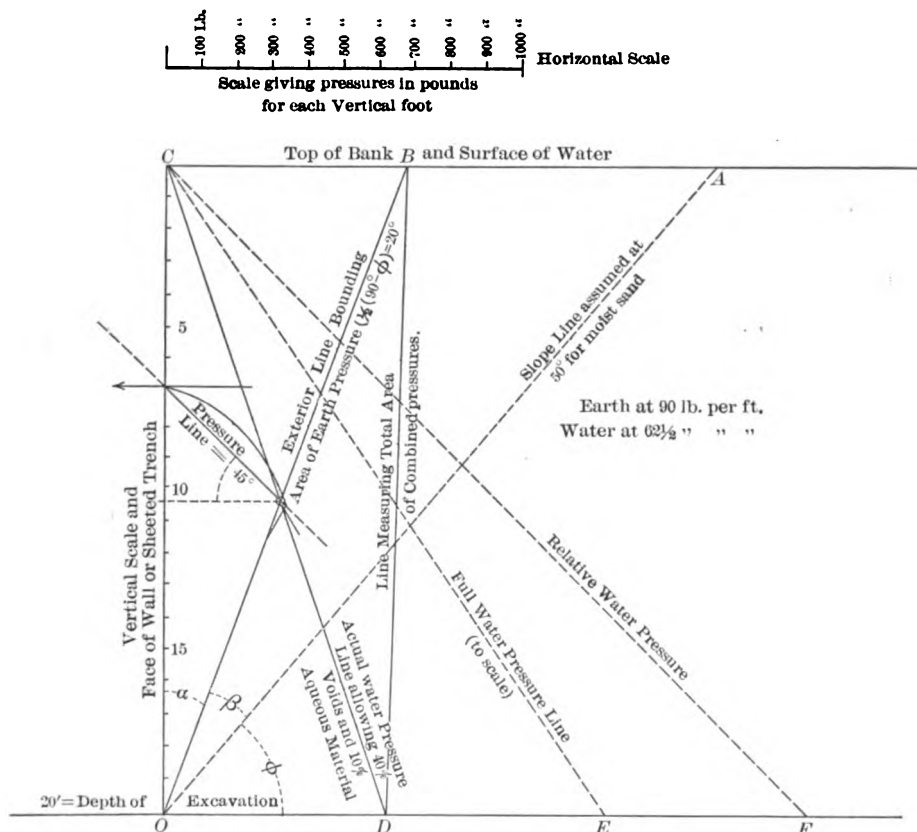 100 Lb.
200 "
300 "
400 "
500 "
600 "
700 "
800 "
900 "
1000 "
Horizontal Scale
Scale giving pressures in pounds
for each Vertical foot
C
Top of Bank B and Surface of Water
A
Exterior Line Bounding
Area of Earth Pressure (½(90°-ϕ)=20°
Line Measuring Total Area
of Combined pressures.
Slope Line assumed at
50° for moist sand
5
Earth at 90 lb. per ft.
Water at 62½ " " "
Pressure
Line =
45°
10
Vertical Scale and
Face of Wall or Sheeted Trench
Relative Water Pressure
Full Water Pressure Line
(to scale)
15
Actual water Pressure
Line allowing 40%
Voids and 10%
Aqueous Material
α
β
ϕ
20'= Depth of Excavation
O
D
E
F